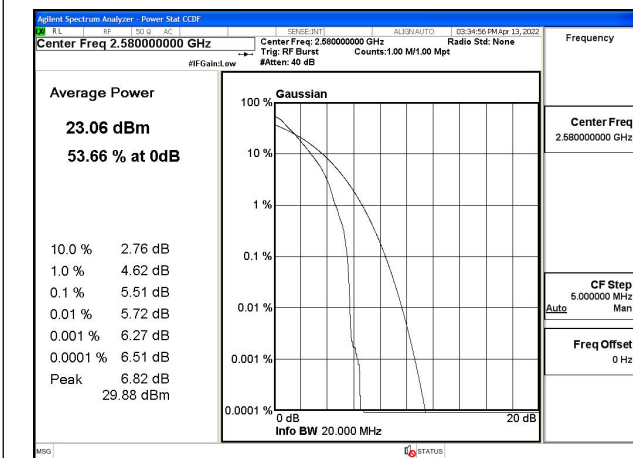 Agilent Spectrum Analyzer - Power Stat CCDF
RL RF 50 Ω AC SENSE:INT ALIGN AUTO 03:34:56 PM Apr 13, 2022
Center Freq 2.580000000 GHz
Center Freq: 2.580000000 GHz Radio Std: None
Trig: RF Burst Counts:1.00 M/1.00 Mpt
#IFGain:Low #Atten: 40 dB
Frequency
Average Power
23.06 dBm
53.66 % at 0dB
10.0 % 2.76 dB
1.0 % 4.62 dB
0.1 % 5.51 dB
0.01 % 5.72 dB
0.001 % 6.27 dB
0.0001 % 6.51 dB
Peak 6.82 dB
29.88 dBm
Gaussian
100 %
10 %
1 %
0.1 %
0.01 %
0.001 %
0.0001 %
0 dB 20 dB
Info BW 20.000 MHz
Center Freq
2.580000000 GHz
CF Step
5.000000 MHz
Auto Man
Freq Offset
0 Hz
MSG STATUS